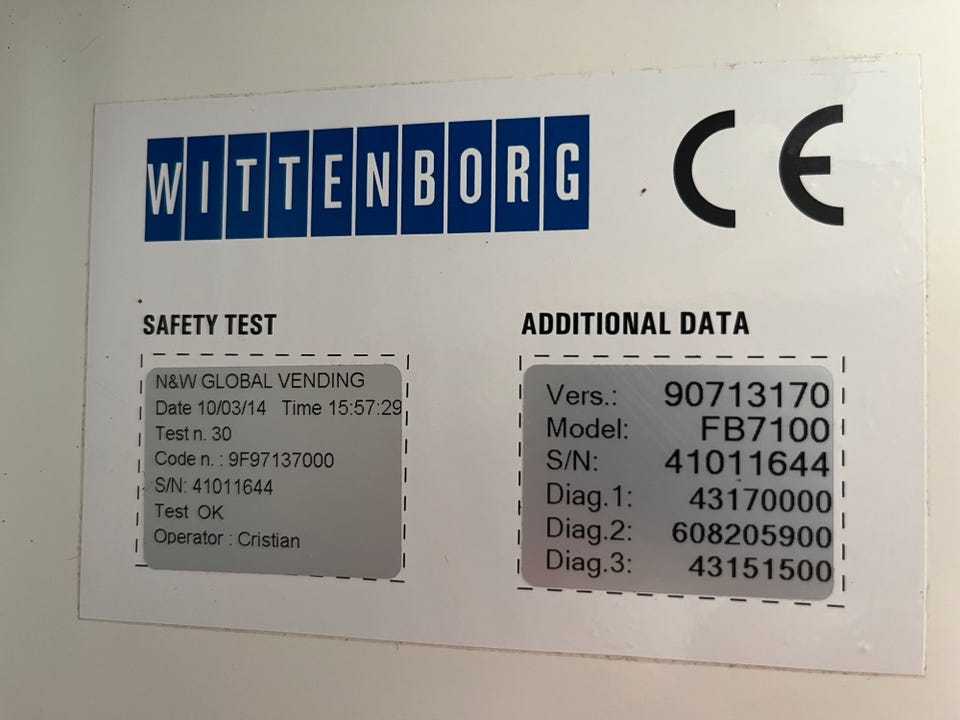 WITTENBORG
CE
SAFETY TEST
N&W GLOBAL VENDING
Date 10/03/14 Time 15:57:29
Test n. 30
Code n. : 9F97137000
S/N: 41011644
Test OK
Operator : Cristian
ADDITIONAL DATA
Vers.: 90713170
Model: FB7100
S/N: 41011644
Diag.1: 43170000
Diag.2: 608205900
Diag.3: 43151500